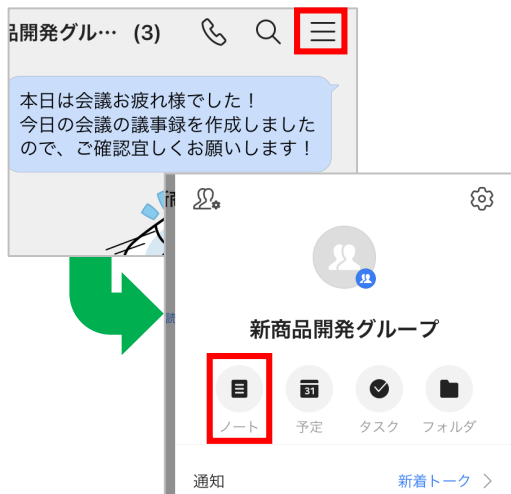 品開発グル… (3)
本日は会議お疲れ様でした！
今日の会議の議事録を作成しました
ので、ご確認宜しくお願いします！
新商品開発グループ
31
ノート 予定 タスク フォルダ
通知 新着トーク